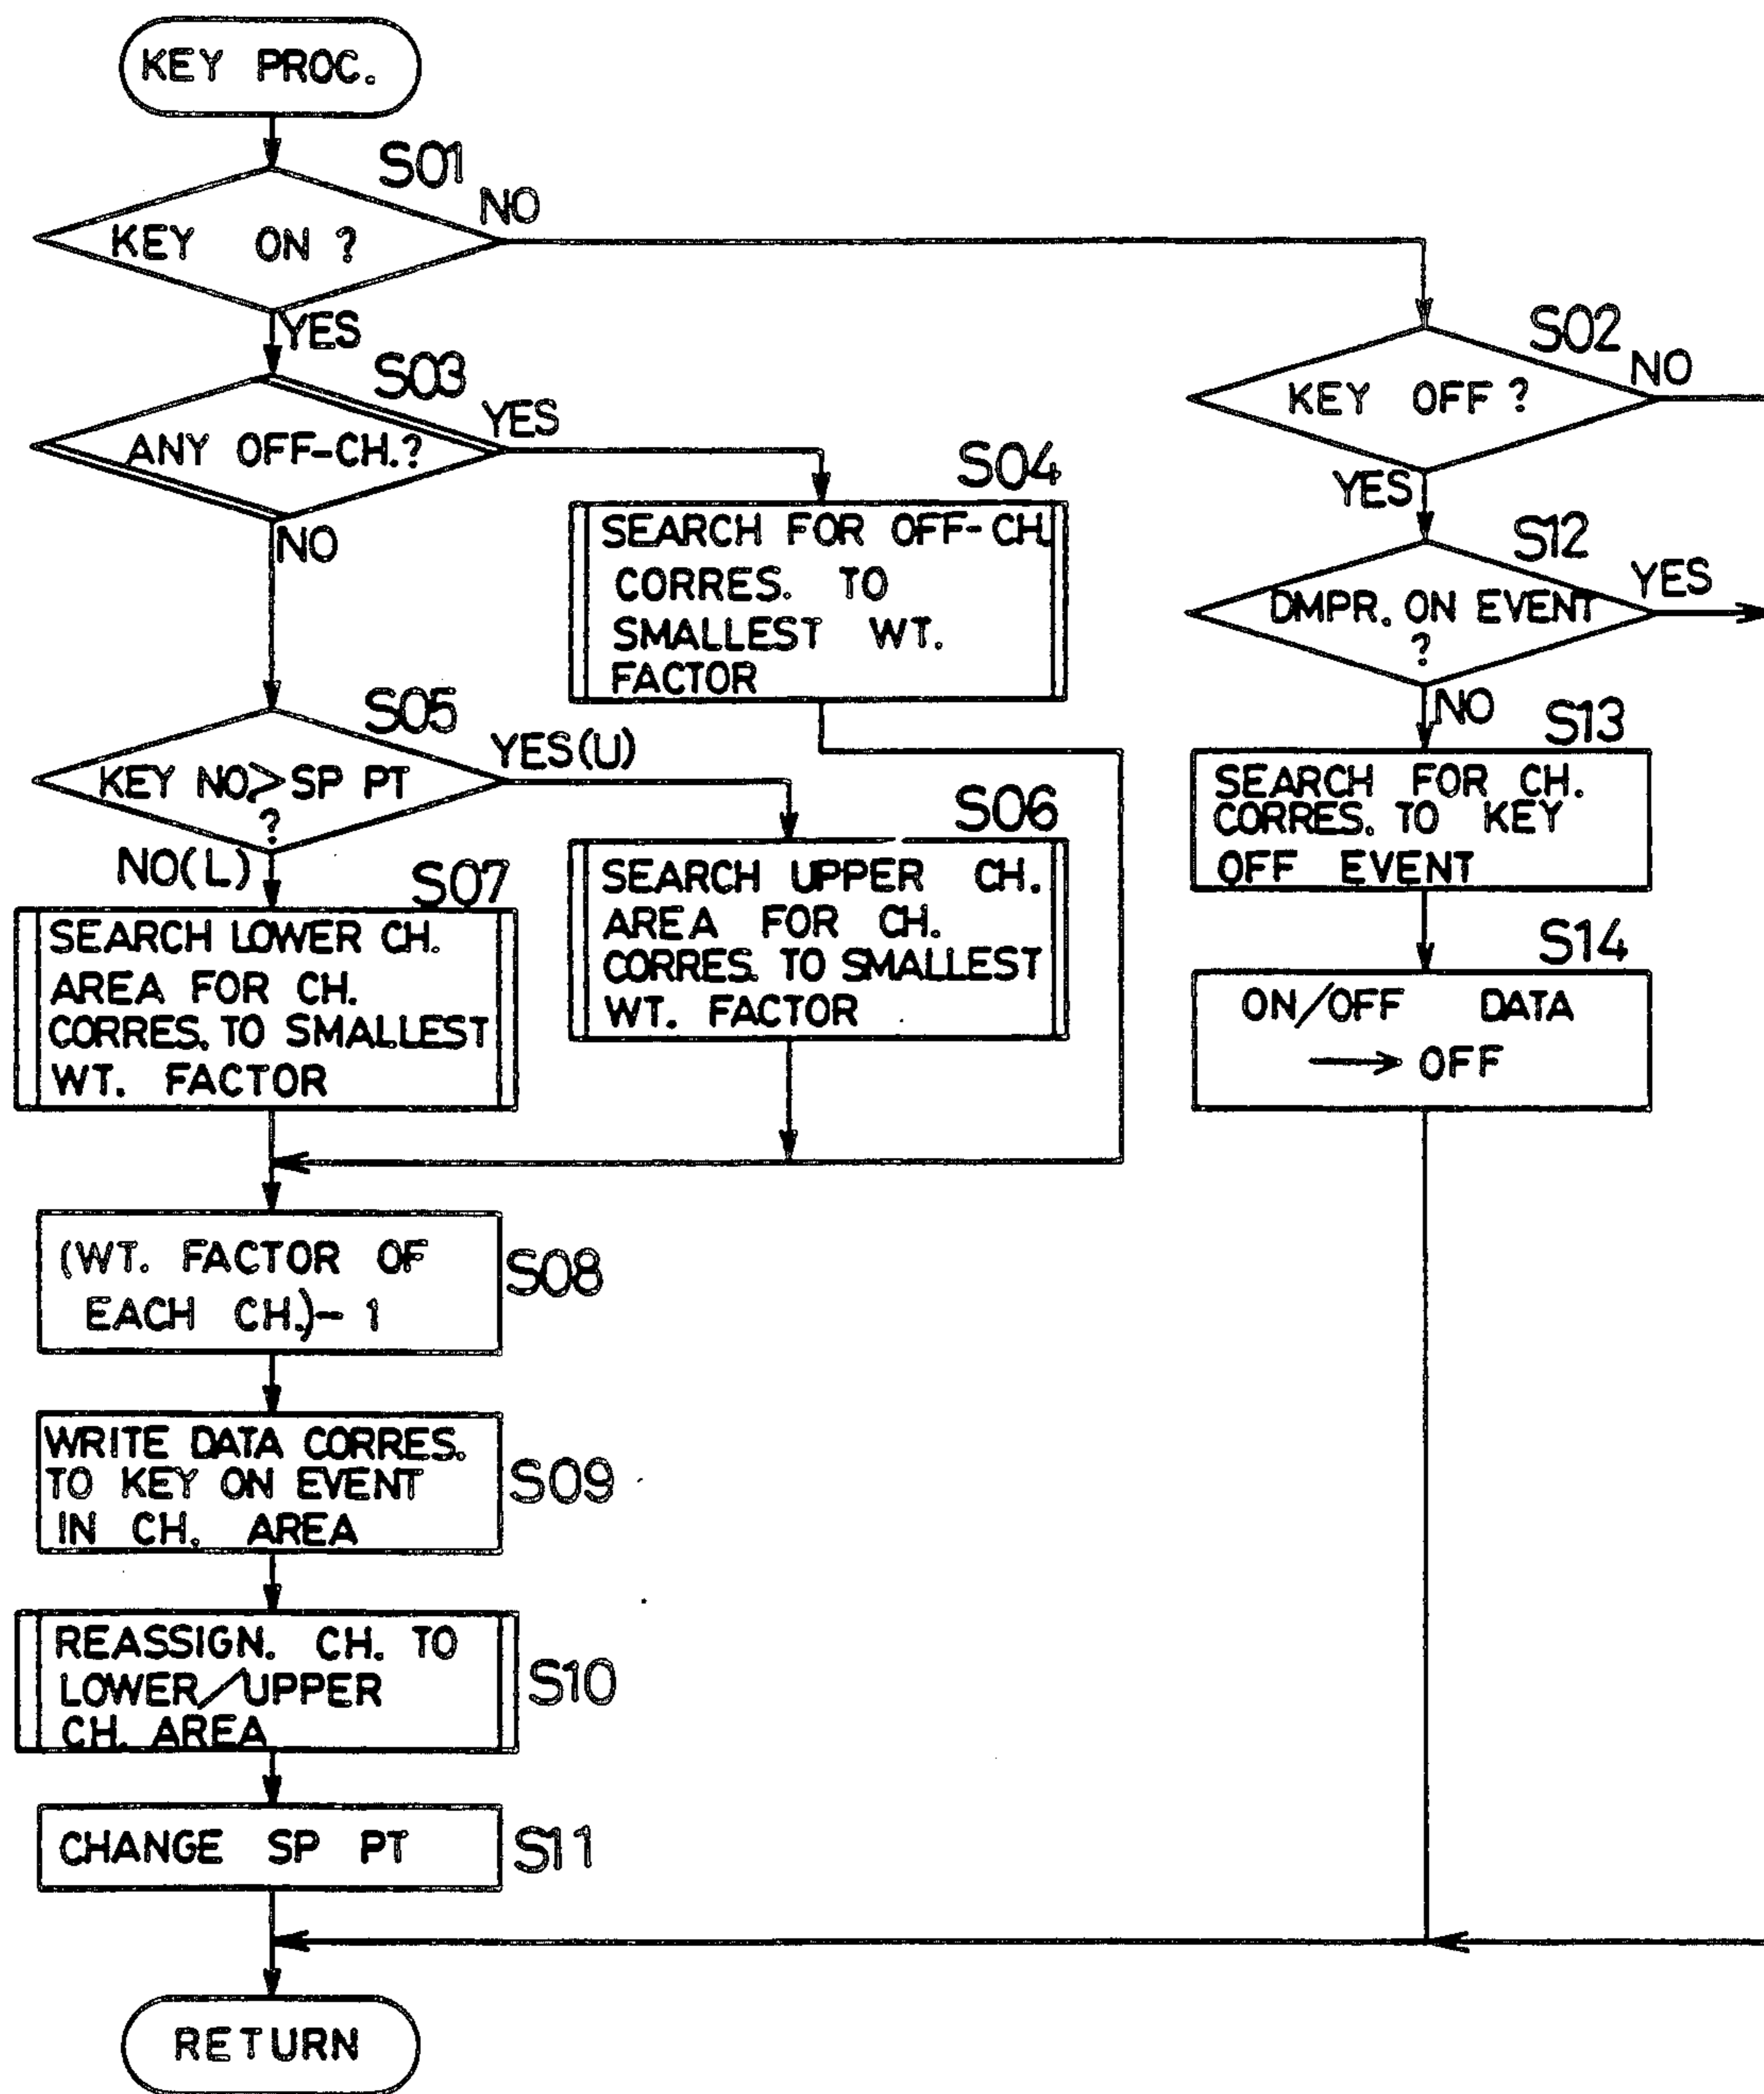 KEY PROC.
S01
KEY ON ?
NO
YES
S03
ANY OFF-CH.?
YES
NO
S02
KEY OFF ?
NO
YES
S04
SEARCH FOR OFF-CH.
CORRES. TO
SMALLEST WT.
FACTOR
S12
DMPR. ON EVENT
?
YES
NO
S05
KEY NO>SP PT
?
YES(U)
NO(L)
S06
SEARCH UPPER CH.
AREA FOR CH.
CORRES. TO SMALLEST
WT. FACTOR
S13
SEARCH FOR CH.
CORRES. TO KEY
OFF EVENT
S07
SEARCH LOWER CH.
AREA FOR CH.
CORRES. TO SMALLEST
WT. FACTOR
S14
ON/OFF DATA
→ OFF
(WT. FACTOR OF
EACH CH.)- 1
S08
WRITE DATA CORRES.
TO KEY ON EVENT
IN CH. AREA
S09
REASSIGN. CH. TO
LOWER/UPPER
CH. AREA
S10
CHANGE SP PT
S11
RETURN